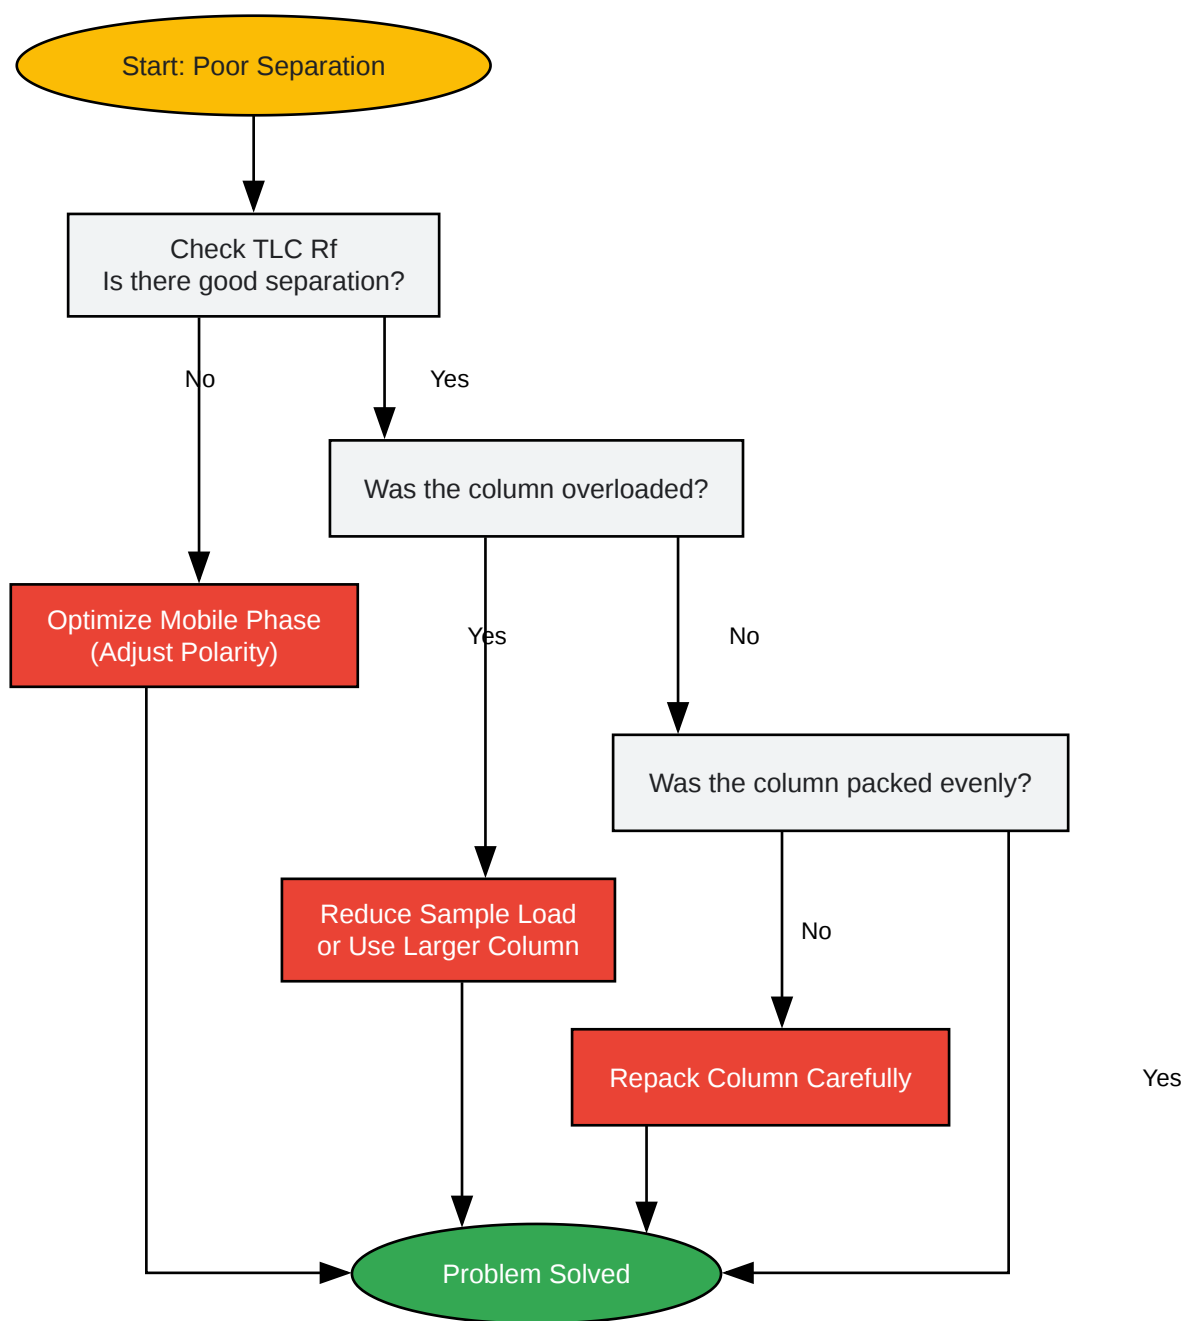 Start: Poor Separation
Check TLC Rf
Is there good separation?
No
Yes
Was the column overloaded?
Optimize Mobile Phase
(Adjust Polarity)
Yes
No
Was the column packed evenly?
Reduce Sample Load
or Use Larger Column
No
Repack Column Carefully
Yes
Problem Solved